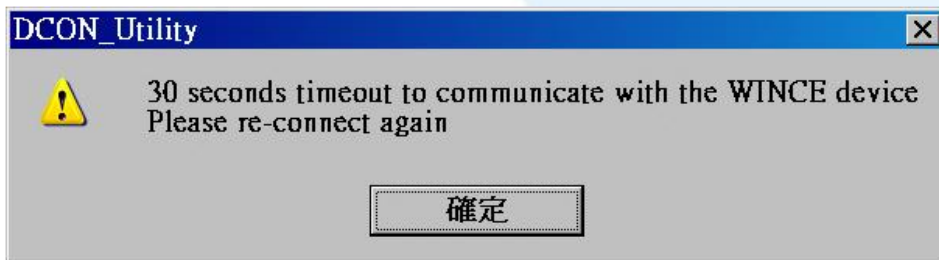 DCON_Utility
30 seconds timeout to communicate with the WINCE device
Please re-connect again
確定